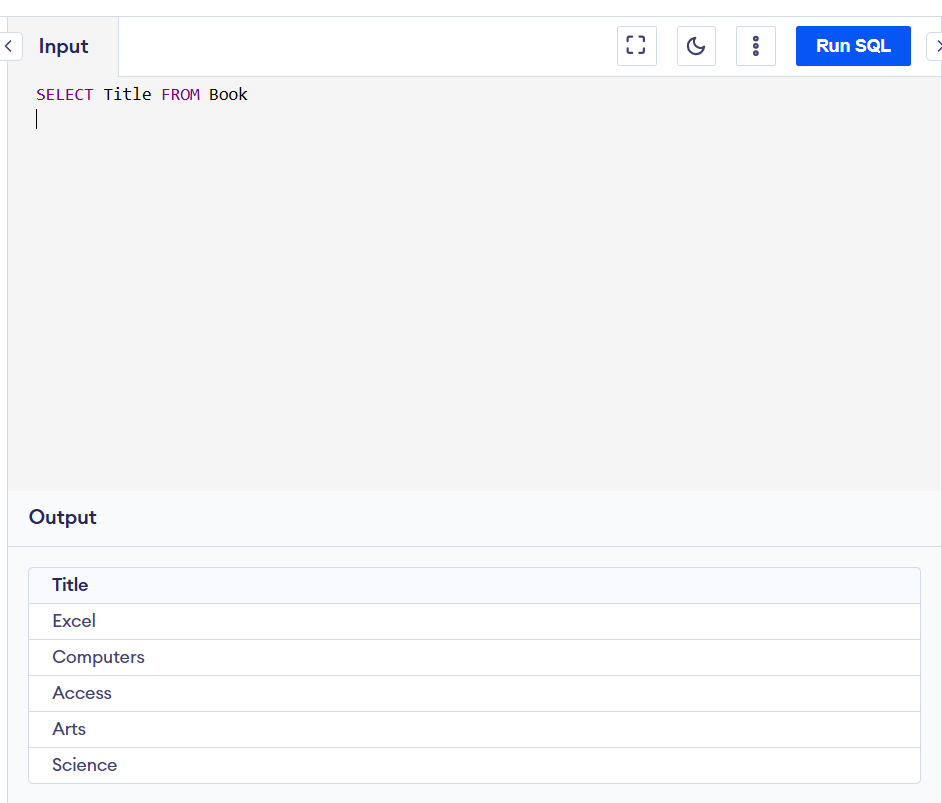 Input
Run SQL
SELECT Title FROM Book
Output
Title
Excel
Computers
Access
Arts
Science